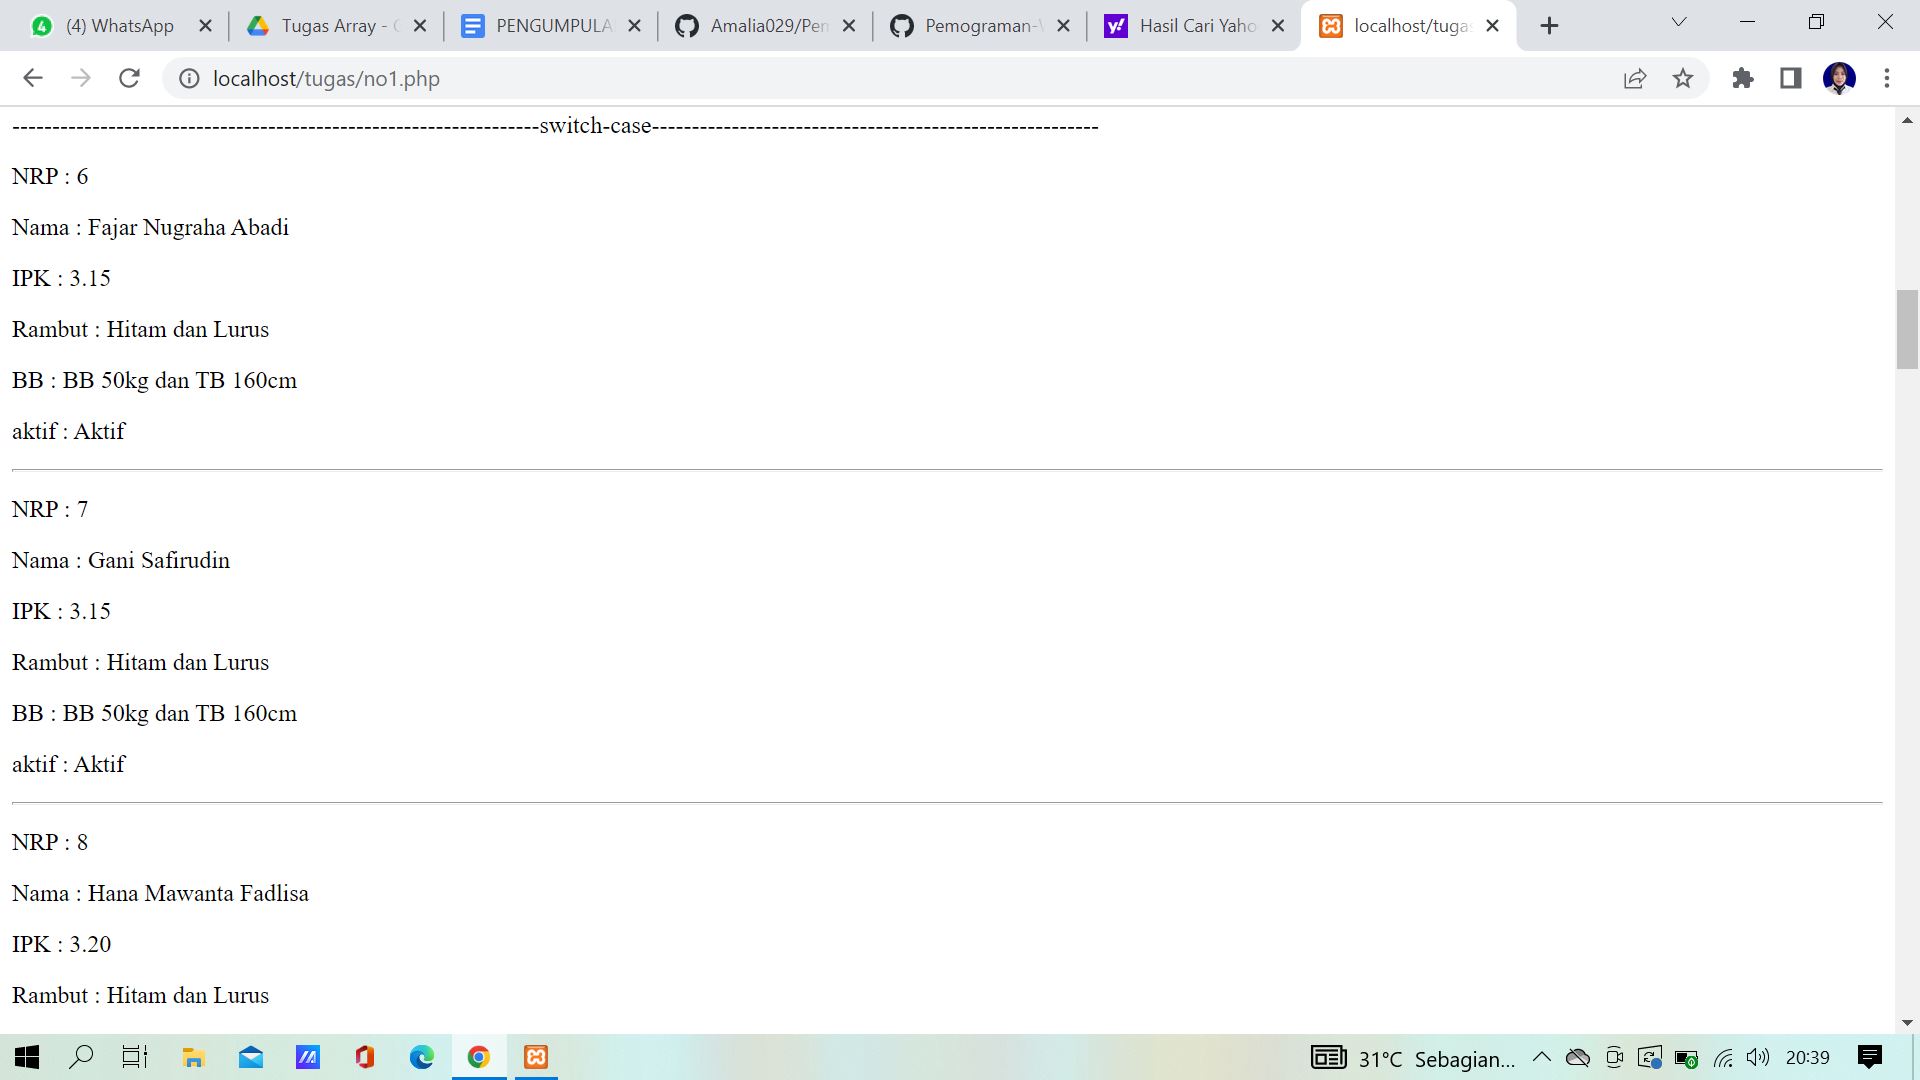 (4) WhatsApp
Tugas Array -
PENGUMPULA
Amalia029/Pem
Pemograman-
Hasil Cari Yaho
localhost/tugas
localhost/tugas/no1.php
------------------------------------------------------------------switch-case--------------------------------------------------------
NRP : 6
Nama : Fajar Nugraha Abadi
IPK : 3.15
Rambut : Hitam dan Lurus
BB : BB 50kg dan TB 160cm
aktif : Aktif
NRP : 7
Nama : Gani Safirudin
IPK : 3.15
Rambut : Hitam dan Lurus
BB : BB 50kg dan TB 160cm
aktif : Aktif
NRP : 8
Nama : Hana Mawanta Fadlisa
IPK : 3.20
Rambut : Hitam dan Lurus
31°C Sebagian...
20:39